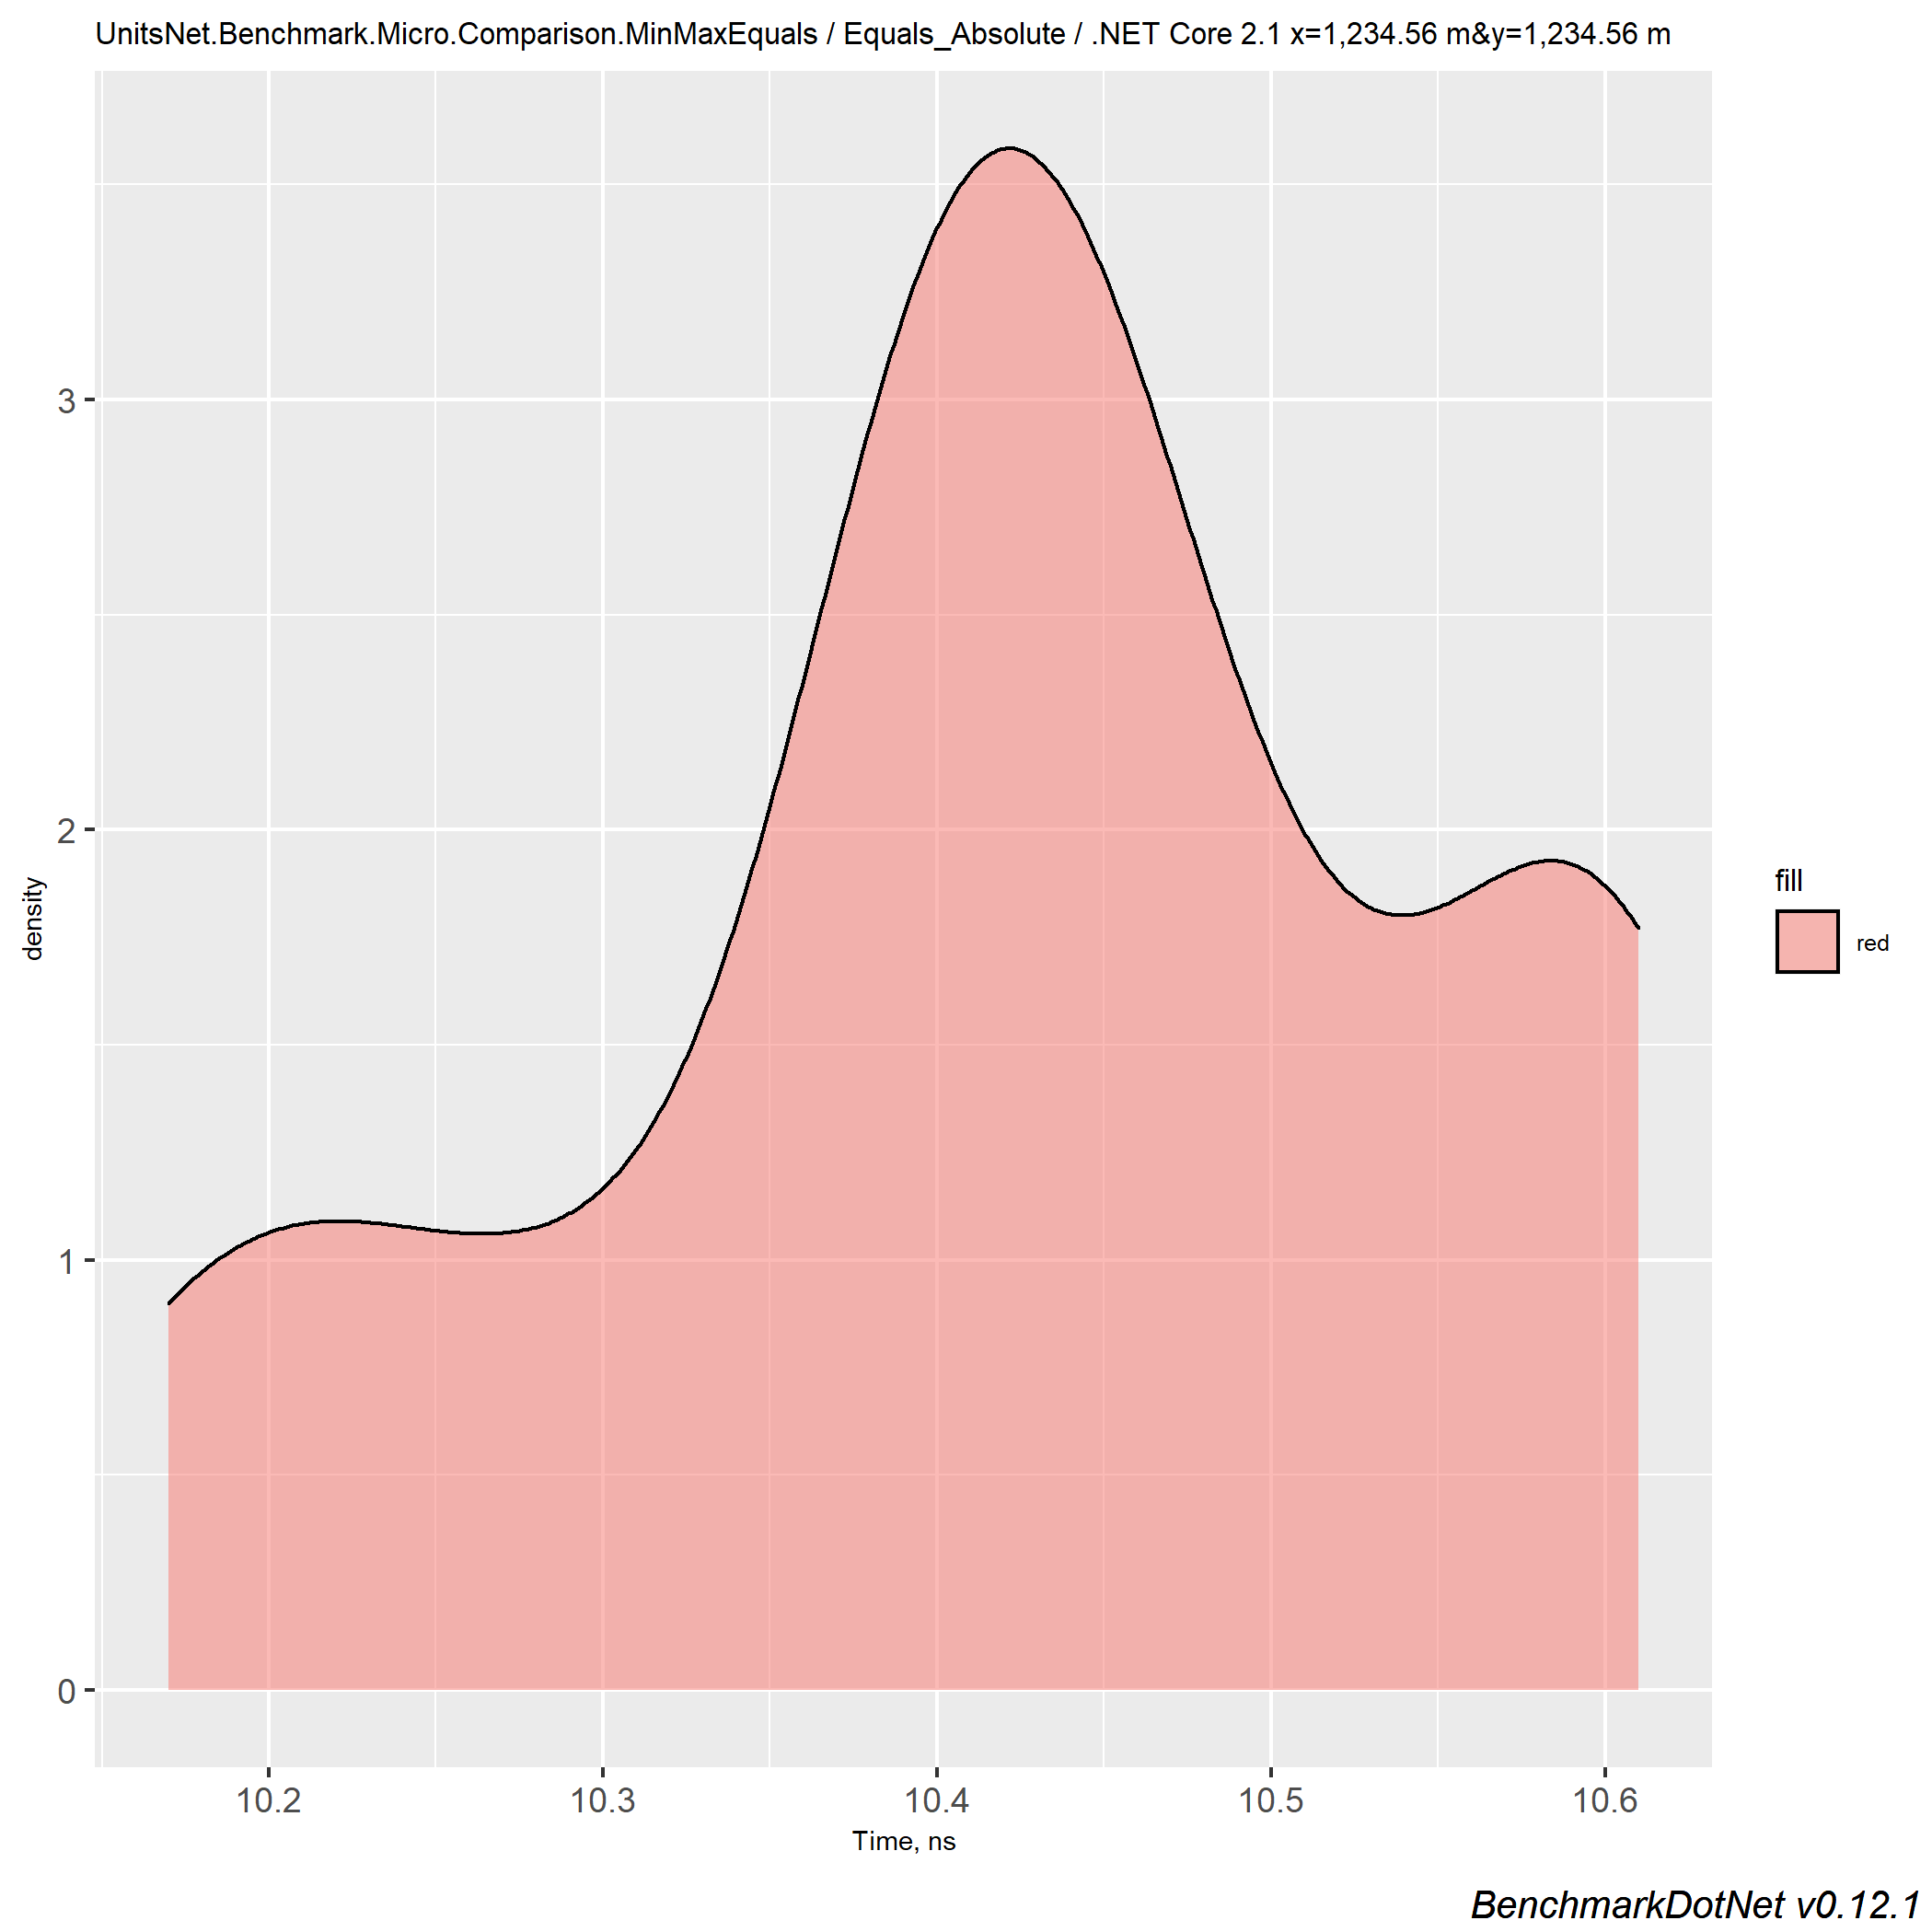 UnitsNet.Benchmark.Micro.Comparison.MinMaxEquals / Equals_Absolute / .NET Core 2.1 x=1,234.56 m&y=1,234.56 m
3
2
1
0
density
10.2 10.3 10.4 10.5 10.6
Time, ns
fill
red
BenchmarkDotNet v0.12.1